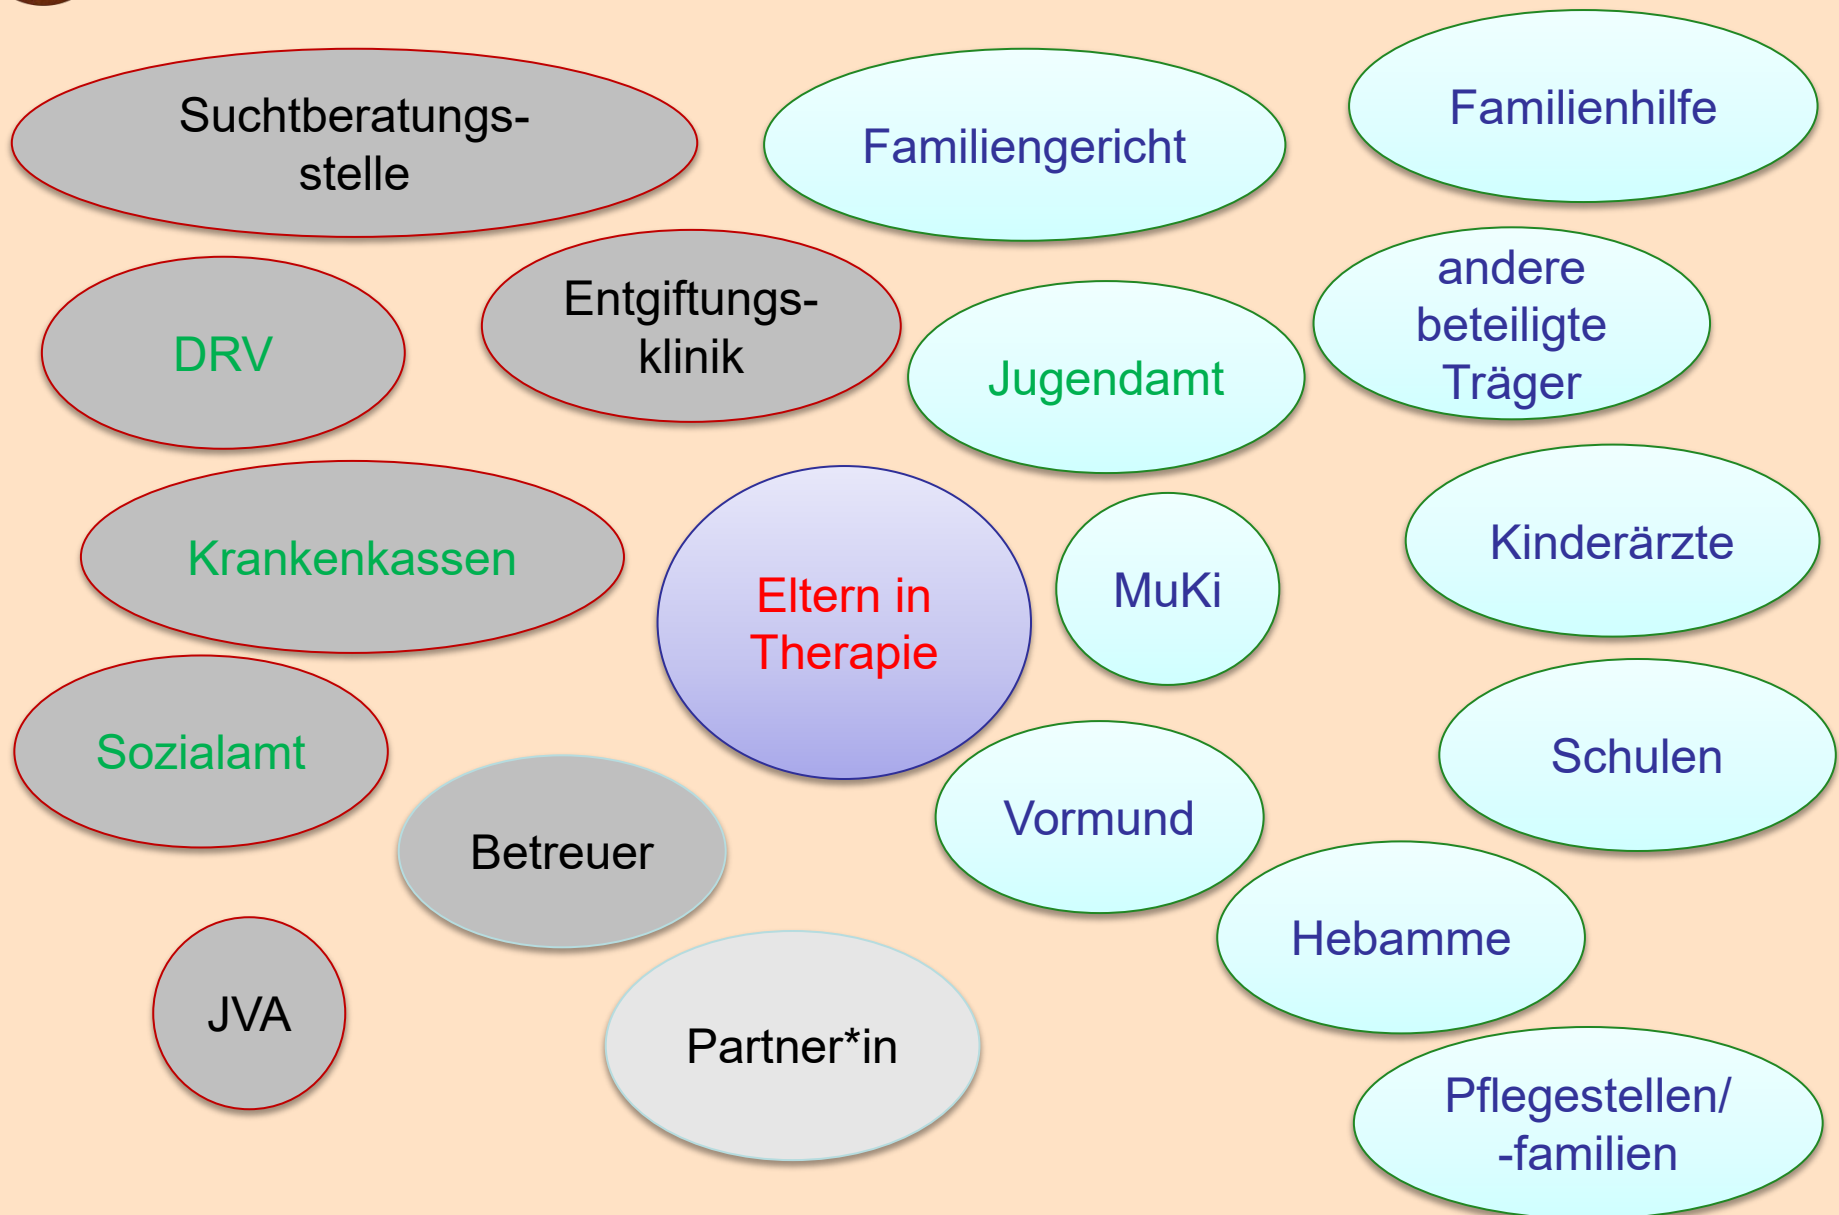 Suchtberatungs-
stelle
Familiengericht
Familienhilfe
DRV
Entgiftungs-
klinik
Jugendamt
andere
beteiligte
Träger
Krankenkassen
Eltern in
Therapie
MuKi
Kinderärzte
Sozialamt
Betreuer
Vormund
Schulen
Hebamme
JVA
Partner*in
Pflegestellen/
-familien